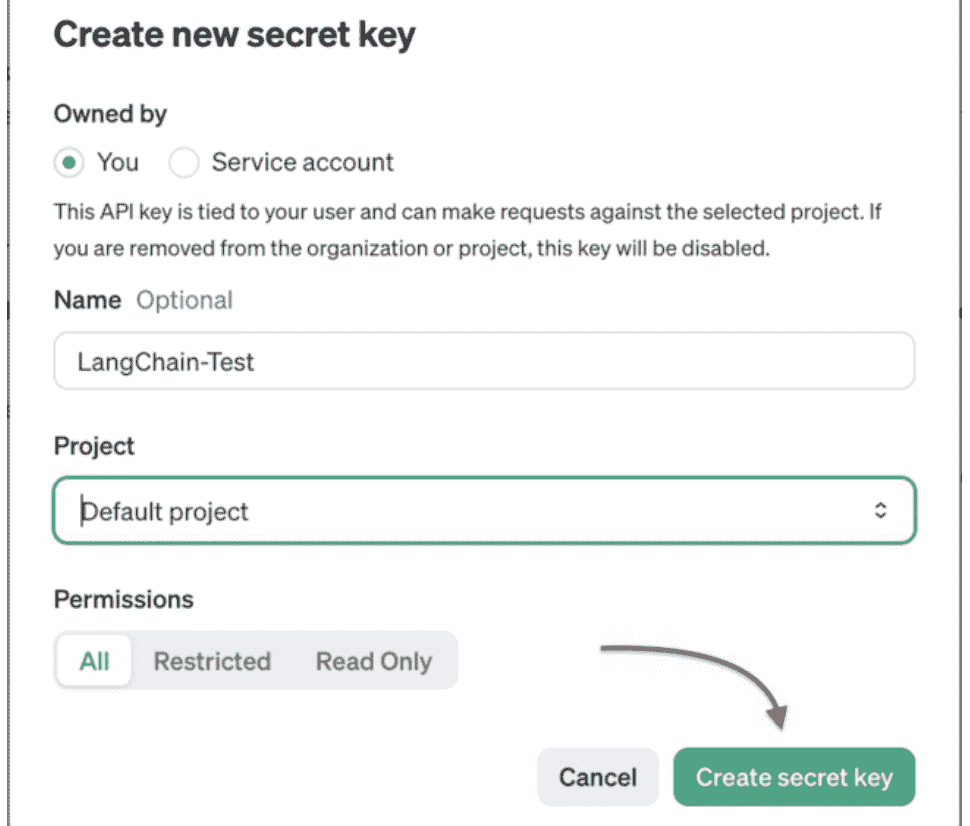 Create new secret key
Owned by
You Service account
This API key is tied to your user and can make requests against the selected project. If
you are removed from the organization or project, this key will be disabled.
Name Optional
LangChain-Test
Project
Default project
Permissions
All Restricted Read Only
Cancel Create secret key